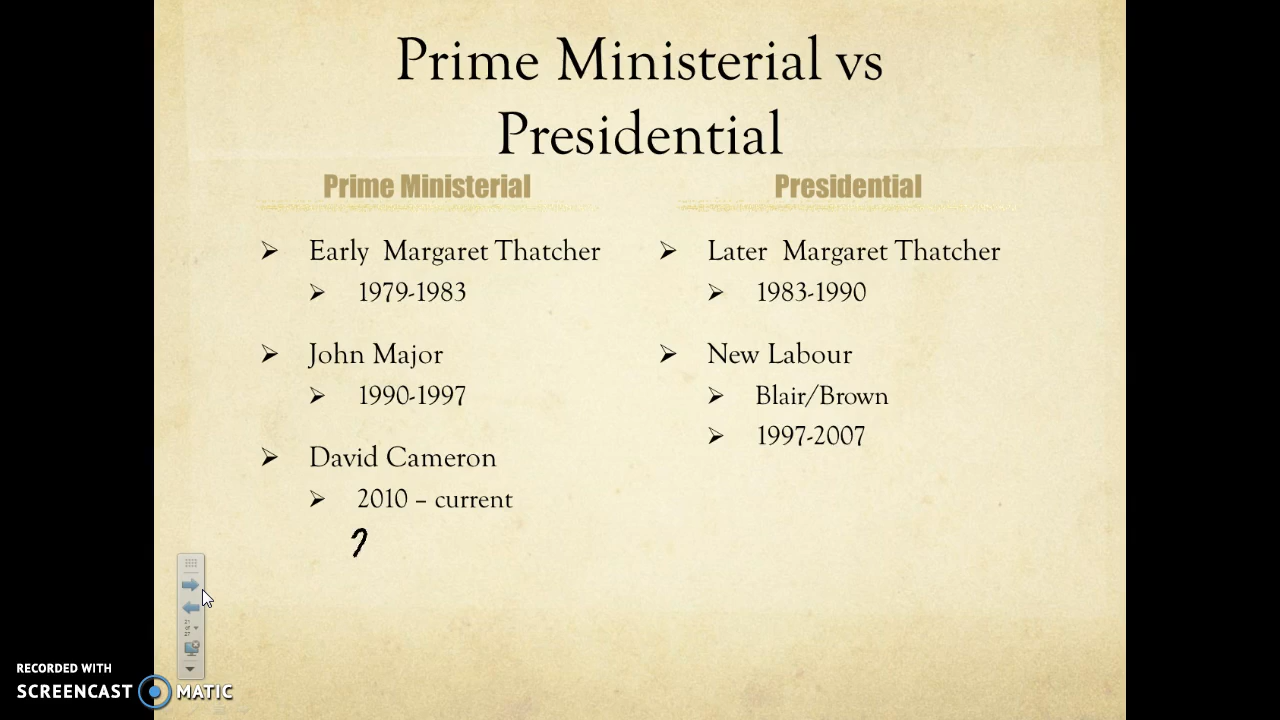 Prime Ministerial vs
Presidential
Prime Ministerial
Early Margaret Thatcher
1979-1983
John Major
1990-1997
David Cameron
2010 – current
?
Presidential
Later Margaret Thatcher
1983-1990
New Labour
Blair/Brown
1997-2007
RECORDED WITH
SCREENCAST MATIC